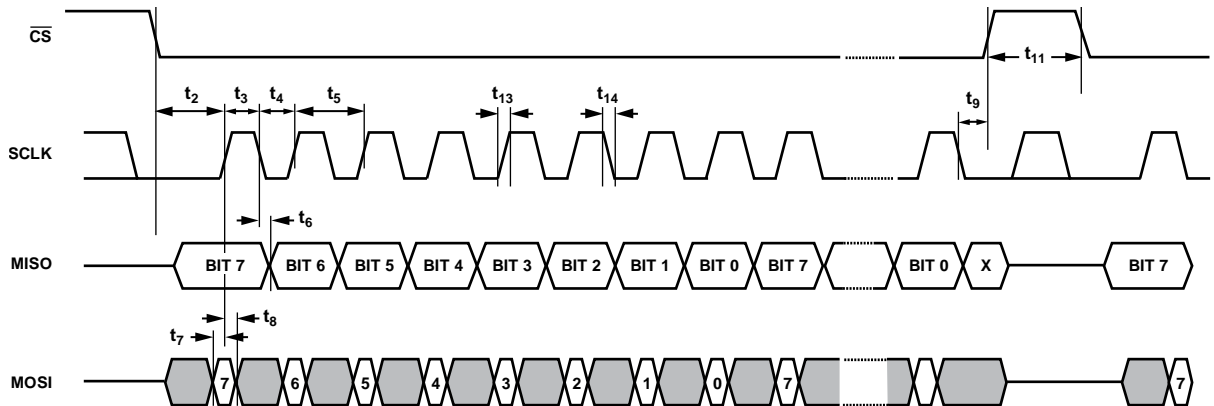 CS
t11
t2 t3 t4 t5 t13 t14 t9
SCLK
t6
MISO BIT 7 BIT 6 BIT 5 BIT 4 BIT 3 BIT 2 BIT 1 BIT 0 BIT 7 BIT 0 X BIT 7
t7 t8
MOSI 7 6 5 4 3 2 1 0 7 7